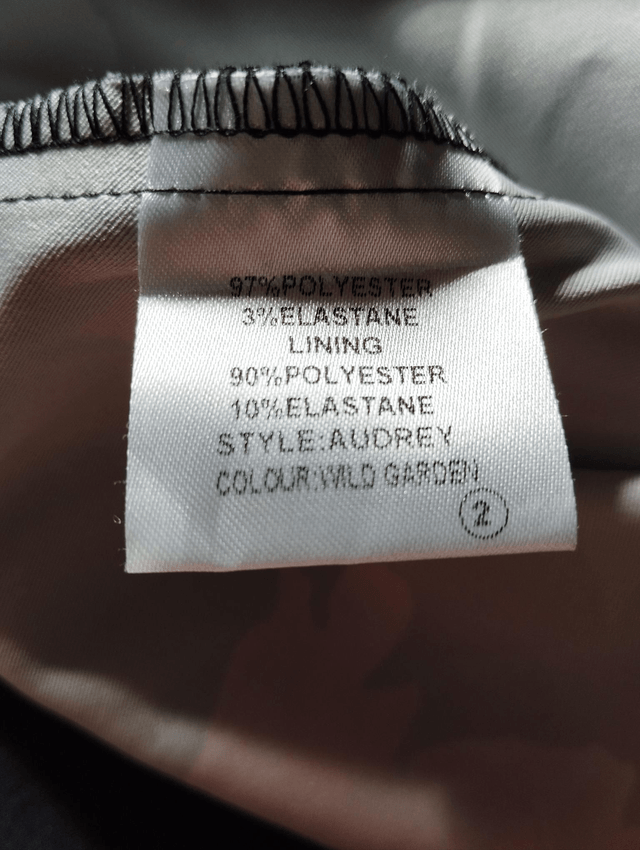 97%POLYESTER
3%ELASTANE
LINING
90%POLYESTER
10%ELASTANE
STYLE:AUDREY
COLOUR:WILD GARDEN
2